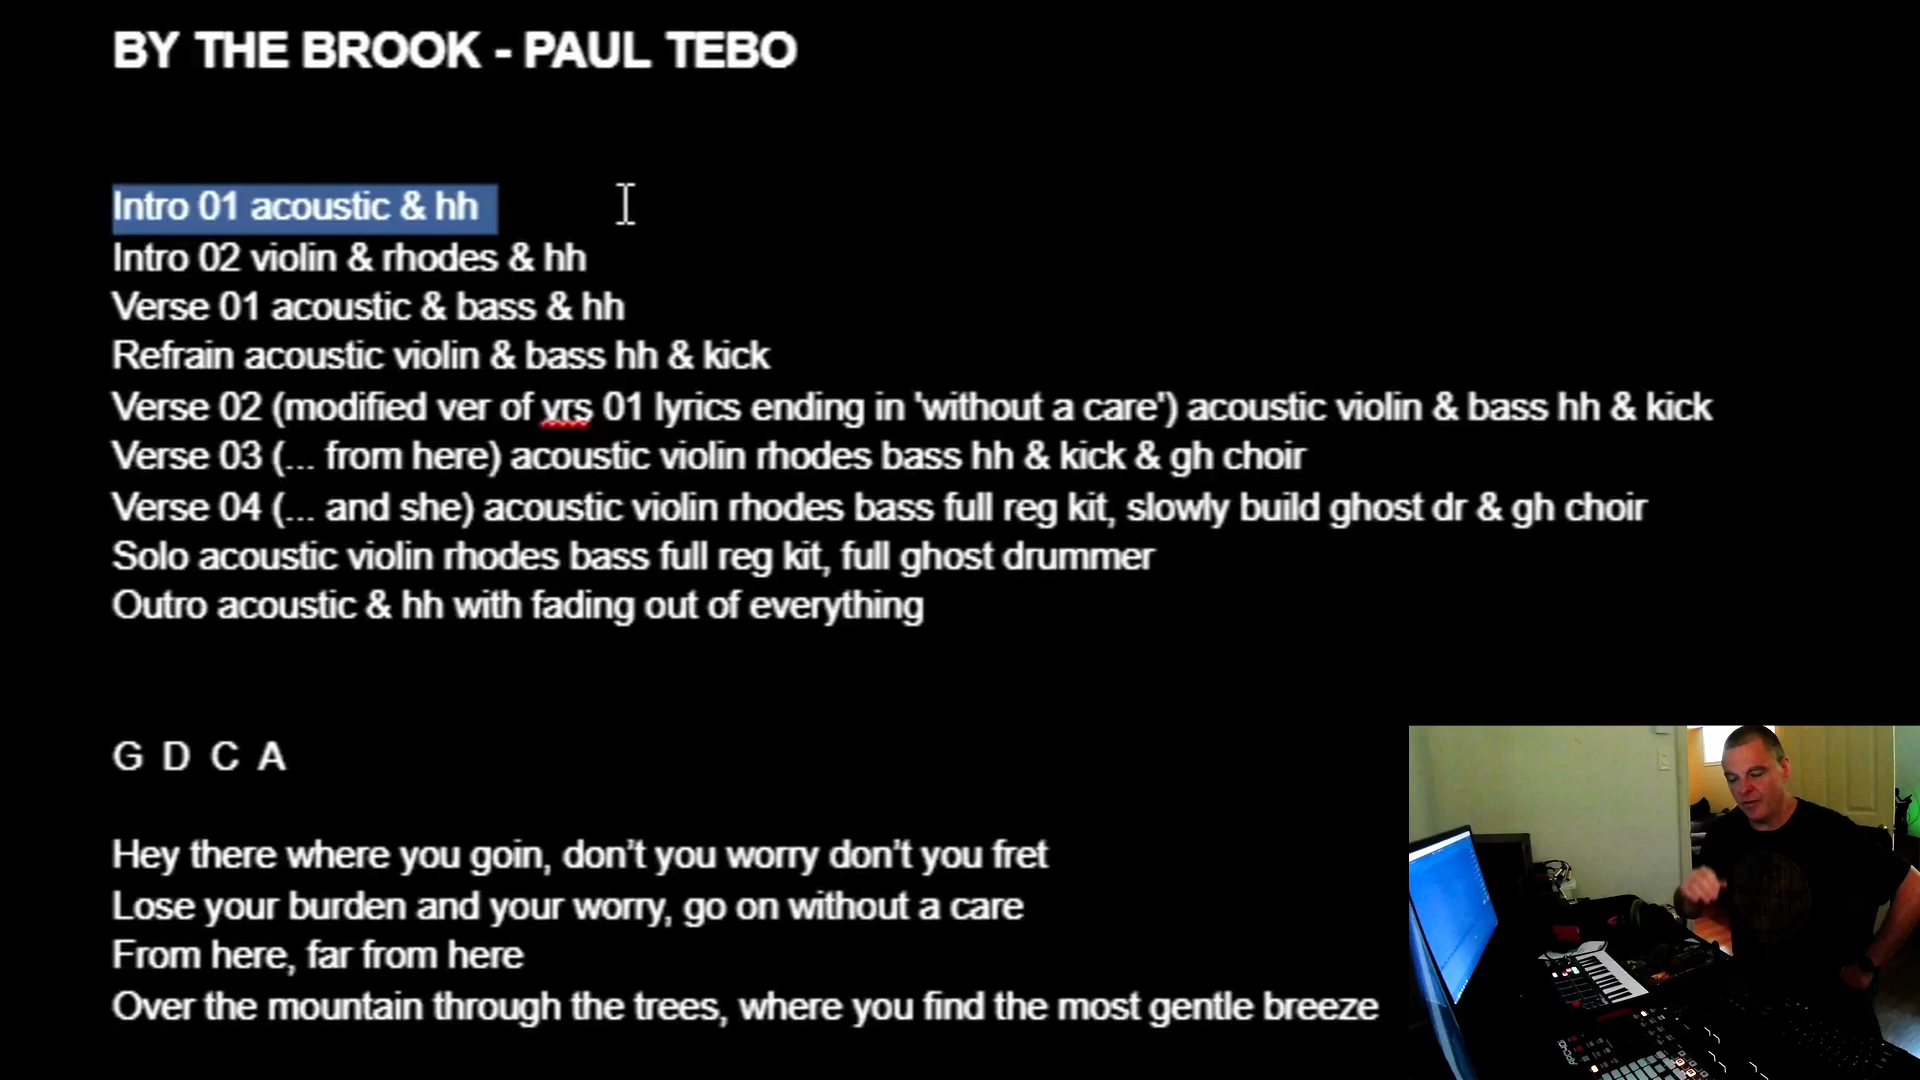 BY THE BROOK - PAUL TEBO
Intro 01 acoustic & hh
Intro 02 violin & rhodes & hh
Verse 01 acoustic & bass & hh
Refrain acoustic violin & bass hh & kick
Verse 02 (modified ver of vrs 01 lyrics ending in 'without a care') acoustic violin & bass hh & kick
Verse 03 (... from here) acoustic violin rhodes bass hh & kick & gh choir
Verse 04 (... and she) acoustic violin rhodes bass full reg kit, slowly build ghost dr & gh choir
Solo acoustic violin rhodes bass full reg kit, full ghost drummer
Outro acoustic & hh with fading out of everything
G D C A
Hey there where you goin, don’t you worry don’t you fret
Lose your burden and your worry, go on without a care
From here, far from here
Over the mountain through the trees, where you find the most gentle breeze